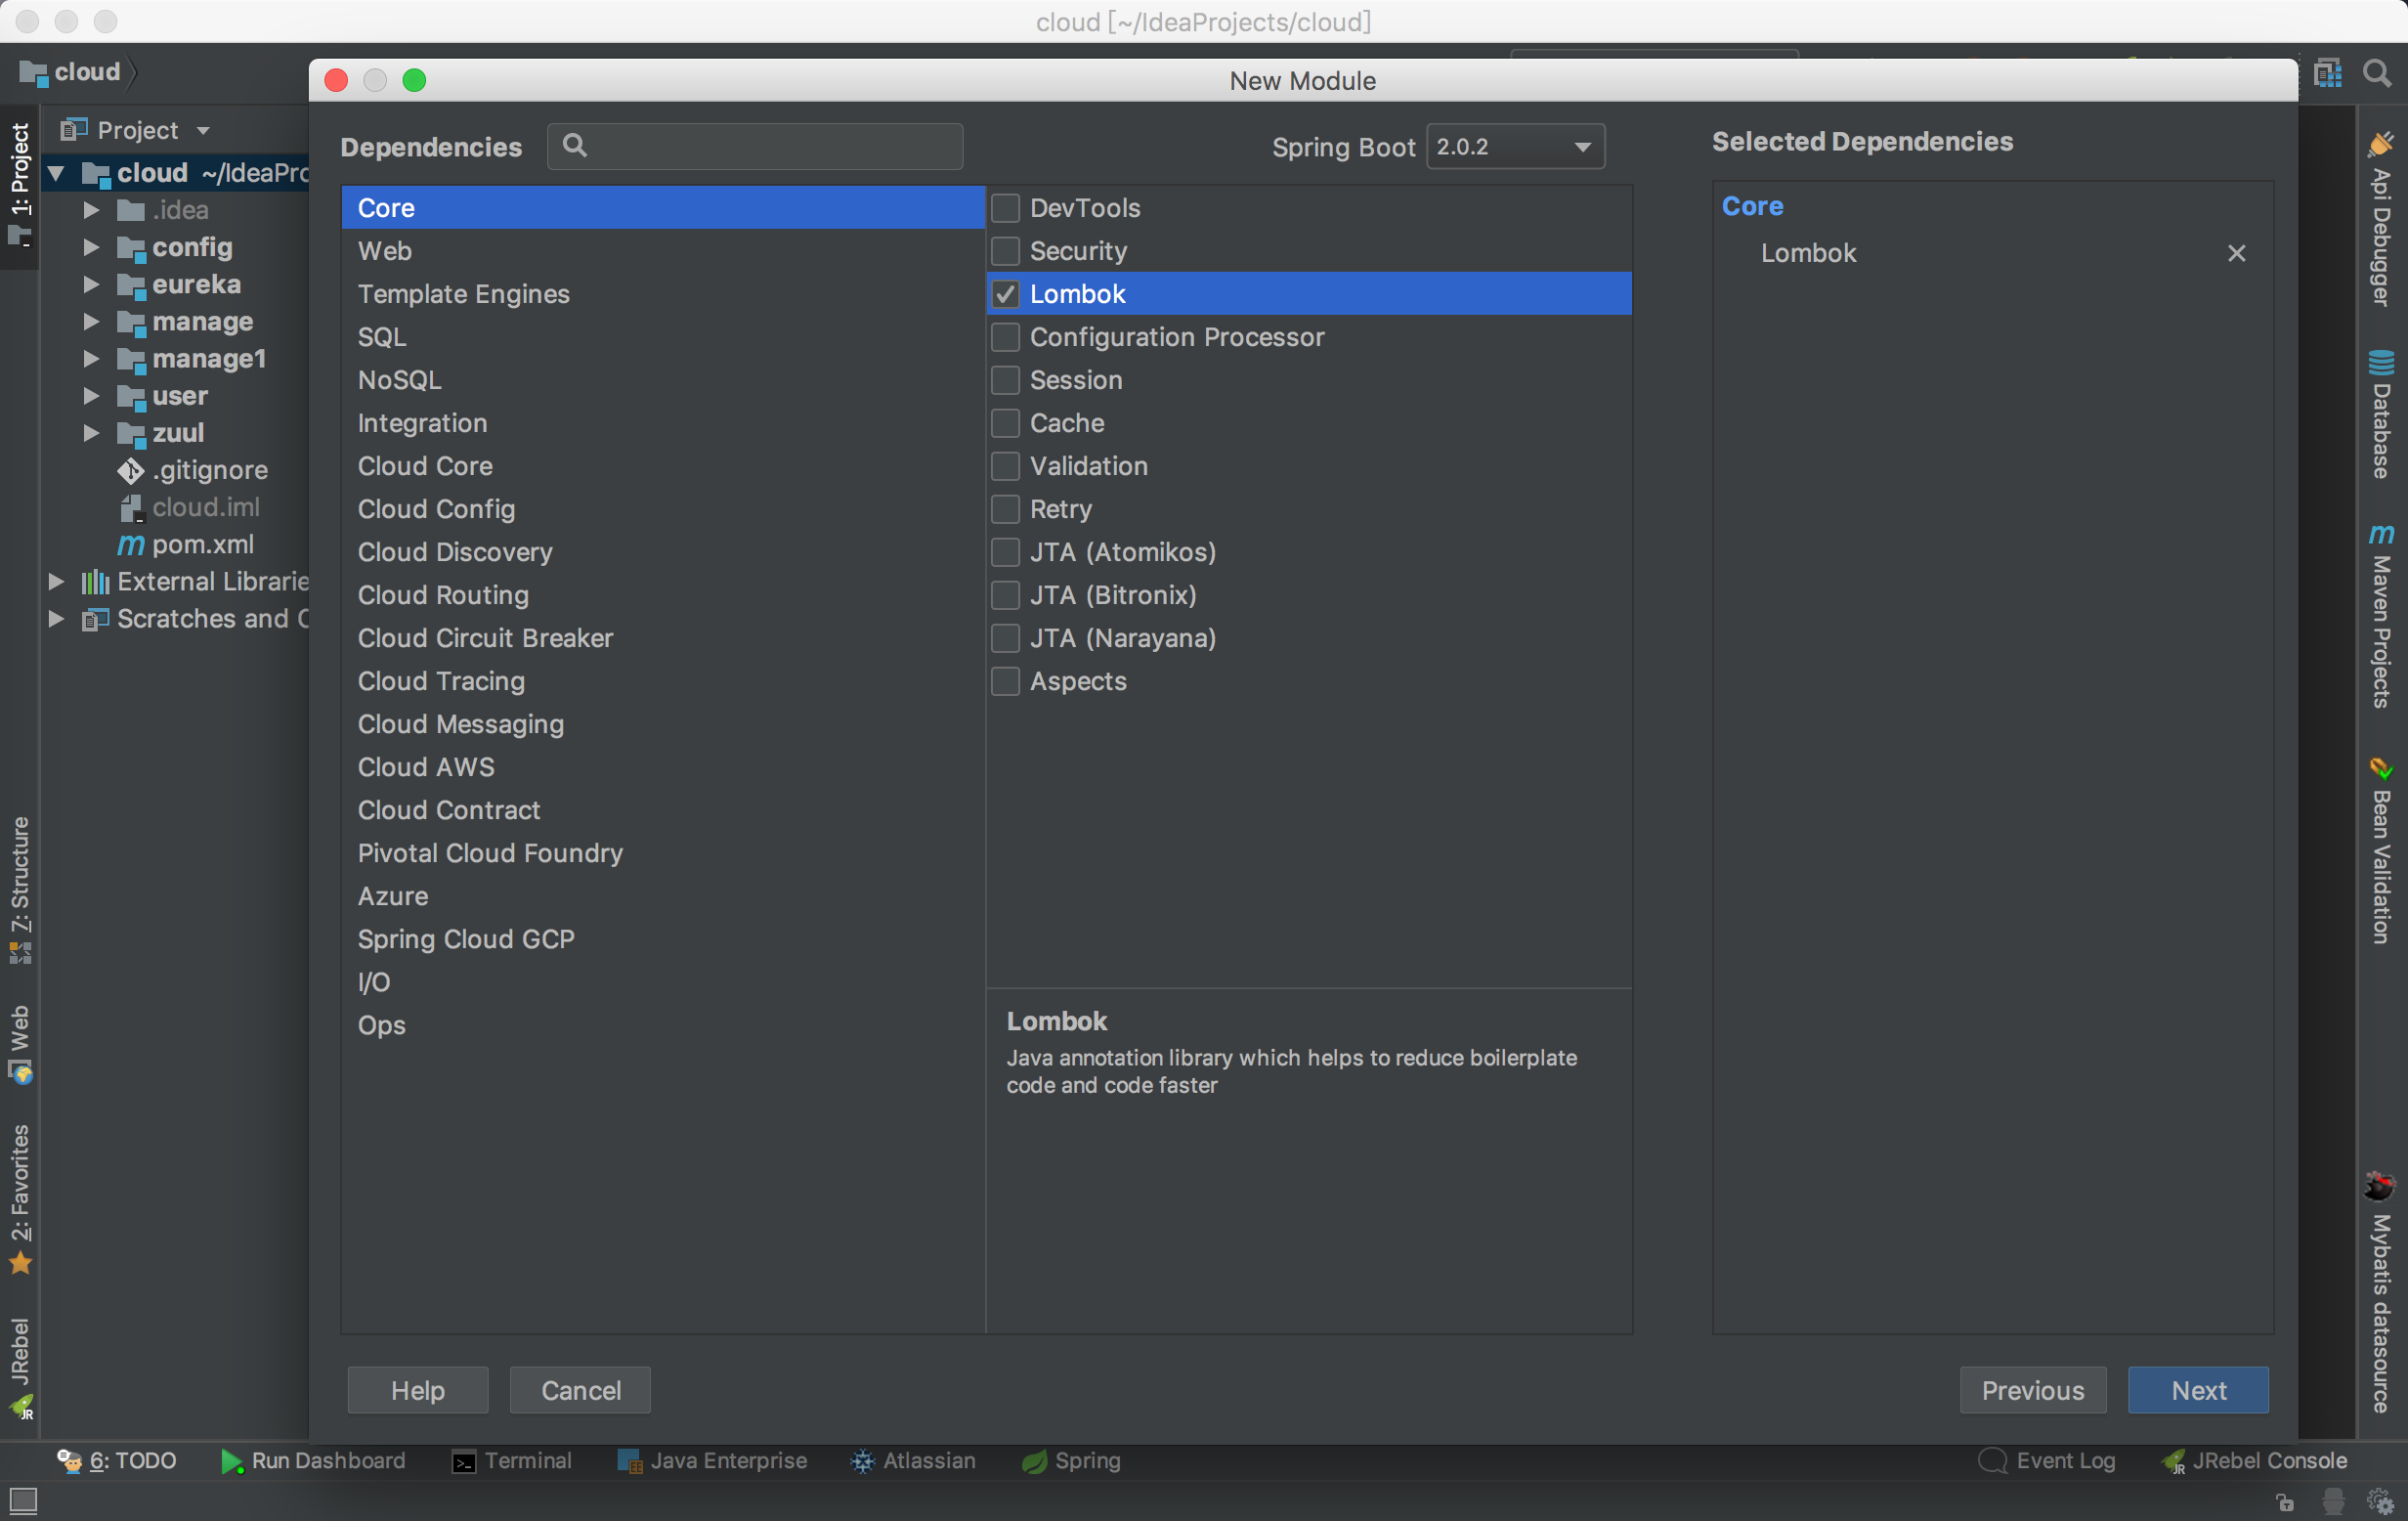 cloud [~/IdeaProjects/cloud]
cloud
New Module
Project
cloud ~/IdeaPro
.idea
config
eureka
manage
manage1
user
zuul
.gitignore
cloud.iml
pom.xml
External Librarie
Scratches and C
1: Project
7: Structure
Web
2: Favorites
JRebel
Dependencies
Spring Boot 2.0.2
Core
Web
Template Engines
SQL
NoSQL
Integration
Cloud Core
Cloud Config
Cloud Discovery
Cloud Routing
Cloud Circuit Breaker
Cloud Tracing
Cloud Messaging
Cloud AWS
Cloud Contract
Pivotal Cloud Foundry
Azure
Spring Cloud GCP
I/O
Ops
DevTools
Security
Lombok
Configuration Processor
Session
Cache
Validation
Retry
JTA (Atomikos)
JTA (Bitronix)
JTA (Narayana)
Aspects
Lombok
Java annotation library which helps to reduce boilerplate
code and code faster
Selected Dependencies
Core
Lombok
Help
Cancel
Previous
Next
Api Debugger
Database
Maven Projects
Bean Validation
Mybatis datasource
6: TODO
Run Dashboard
Terminal
Java Enterprise
Atlassian
Spring
Event Log
JRebel Console